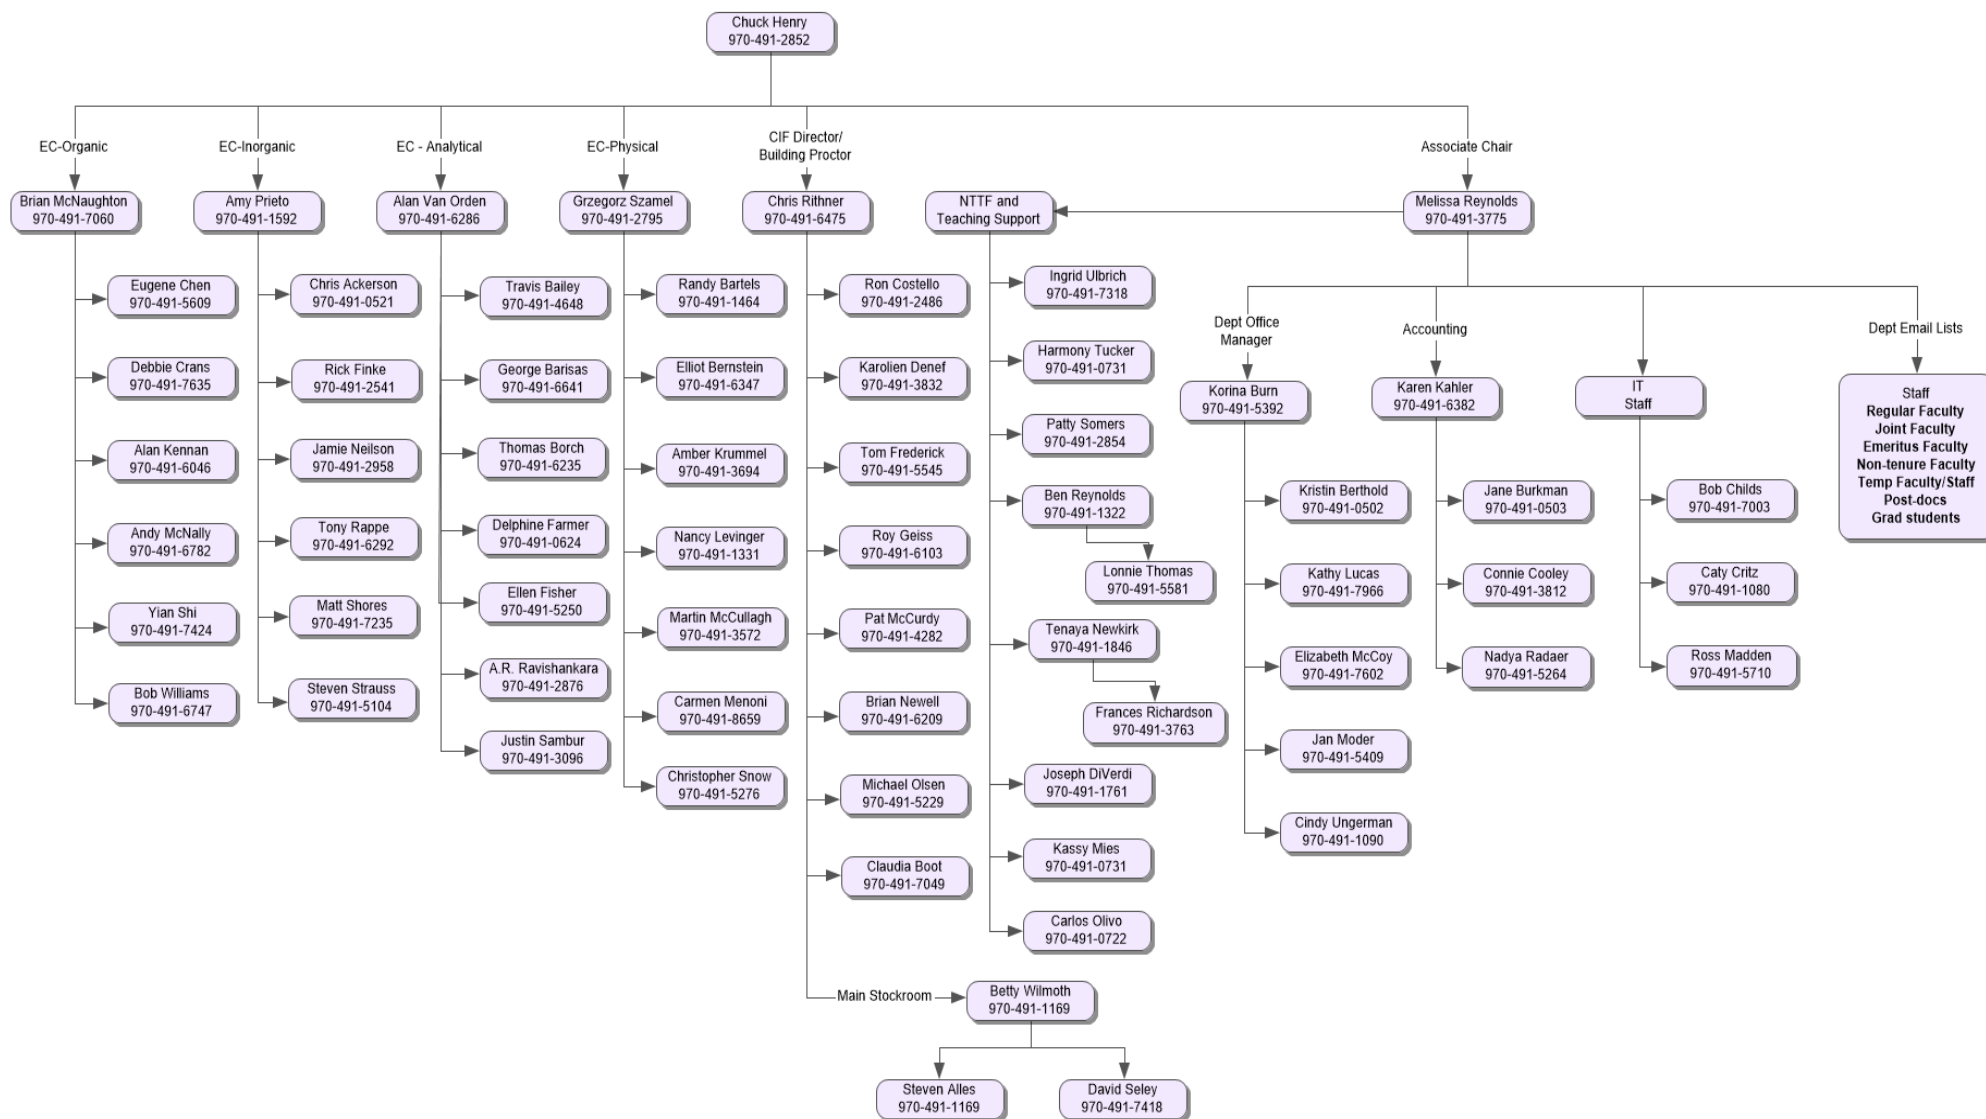 Chuck Henry
970-491-2852
EC-Organic
Brian McNaughton
970-491-7060
Eugene Chen
970-491-5609
Debbie Crans
970-491-7635
Alan Kennan
970-491-6046
Andy McNally
970-491-6782
Yian Shi
970-491-7424
Bob Williams
970-491-6747
EC-Inorganic
Amy Prieto
970-491-1592
Chris Ackerson
970-491-0521
Rick Finke
970-491-2541
Jamie Neilson
970-491-2958
Tony Rappe
970-491-6292
Matt Shores
970-491-7235
Steven Strauss
970-491-5104
EC - Analytical
Alan Van Orden
970-491-6286
Travis Bailey
970-491-4648
George Barisas
970-491-6641
Thomas Borch
970-491-6235
Delphine Farmer
970-491-0624
Ellen Fisher
970-491-5250
A.R. Ravishankara
970-491-2876
Justin Sambur
970-491-3096
EC-Physical
Grzegorz Szamel
970-491-2795
Randy Bartels
970-491-1464
Elliot Bernstein
970-491-6347
Amber Krummel
970-491-3694
Nancy Levinger
970-491-1331
Martin McCullagh
970-491-3572
Carmen Menoni
970-491-8659
Christopher Snow
970-491-5276
CIF Director/
Building Proctor
Chris Rithner
970-491-6475
Ron Costello
970-491-2486
Karolien Denef
970-491-3832
Tom Frederick
970-491-5545
Roy Geiss
970-491-6103
Pat McCurdy
970-491-4282
Brian Newell
970-491-6209
Michael Olsen
970-491-5229
Claudia Boot
970-491-7049
Main Stockroom
Betty Wilmoth
970-491-1169
Steven Alles
970-491-1169
David Seley
970-491-7418
Associate Chair
Melissa Reynolds
970-491-3775
NTTF and
Teaching Support
Ingrid Ulbrich
970-491-7318
Harmony Tucker
970-491-0731
Patty Somers
970-491-2854
Ben Reynolds
970-491-1322
Lonnie Thomas
970-491-5581
Tenaya Newkirk
970-491-1846
Frances Richardson
970-491-3763
Joseph DiVerdi
970-491-1761
Kassy Mies
970-491-0731
Carlos Olivo
970-491-0722
Dept Office
Manager
Korina Burn
970-491-5392
Kristin Berthold
970-491-0502
Kathy Lucas
970-491-7966
Elizabeth McCoy
970-491-7602
Jan Moder
970-491-5409
Cindy Ungerman
970-491-1090
Accounting
Karen Kahler
970-491-6382
Jane Burkman
970-491-0503
Connie Cooley
970-491-3812
Nadya Radaer
970-491-5264
IT
Staff
Bob Childs
970-491-7003
Caty Critz
970-491-1080
Ross Madden
970-491-5710
Dept Email Lists
Staff
Regular Faculty
Joint Faculty
Emeritus Faculty
Non-tenure Faculty
Temp Faculty/Staff
Post-docs
Grad students